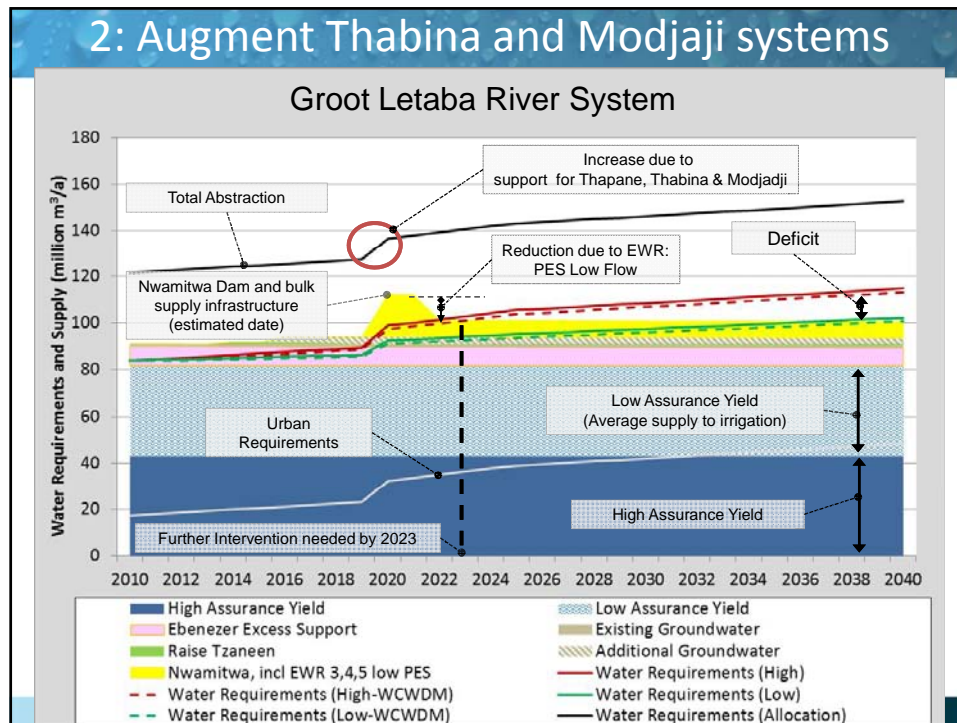 2: Augment Thabina and Modjaji systems
Groot Letaba River System
Water Requirements and Supply (million m³/a)
180
160
140
120
100
80
60
40
20
0
Total Abstraction
Increase due to
support for Thapane, Thabina & Modjadji
Reduction due to EWR:
PES Low Flow
Deficit
Nwamitwa Dam and bulk
supply infrastructure
(estimated date)
Low Assurance Yield
(Average supply to irrigation)
Urban
Requirements
High Assurance Yield
Further Intervention needed by 2023
2010 2012 2014 2016 2018 2020 2022 2024 2026 2028 2030 2032 2034 2036 2038 2040
High Assurance Yield
Low Assurance Yield
Ebenezer Excess Support
Existing Groundwater
Raise Tzaneen
Additional Groundwater
Nwamitwa, incl EWR 3,4,5 low PES
Water Requirements (High)
Water Requirements (High-WCWDM)
Water Requirements (Low)
Water Requirements (Low-WCWDM)
Water Requirements (Allocation)